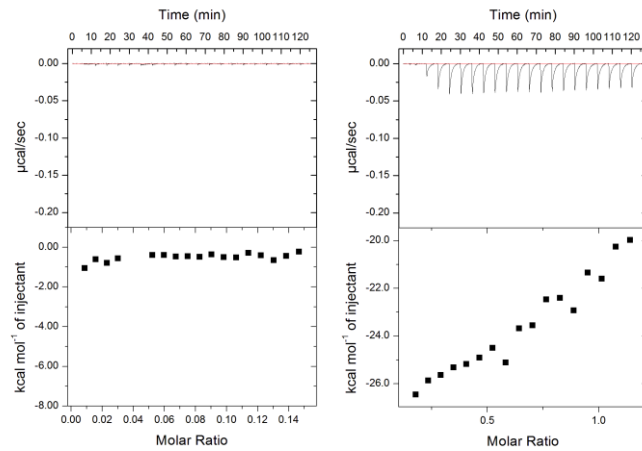 Time (min)
0 10 20 30 40 50 60 70 80 90 100 110 120
0.00
-0.05
-0.10
-0.15
-0.20
µcal/sec
0.00
-2.00
-4.00
-6.00
-8.00
kcal mol⁻¹ of injectant
0.00 0.02 0.04 0.06 0.08 0.10 0.12 0.14
Molar Ratio
Time (min)
0 10 20 30 40 50 60 70 80 90 100 110 120
0.00
-0.05
-0.10
-0.15
-0.20
µcal/sec
-20.0
-22.0
-24.0
-26.0
kcal mol⁻¹ of injectant
0.5 1.0
Molar Ratio